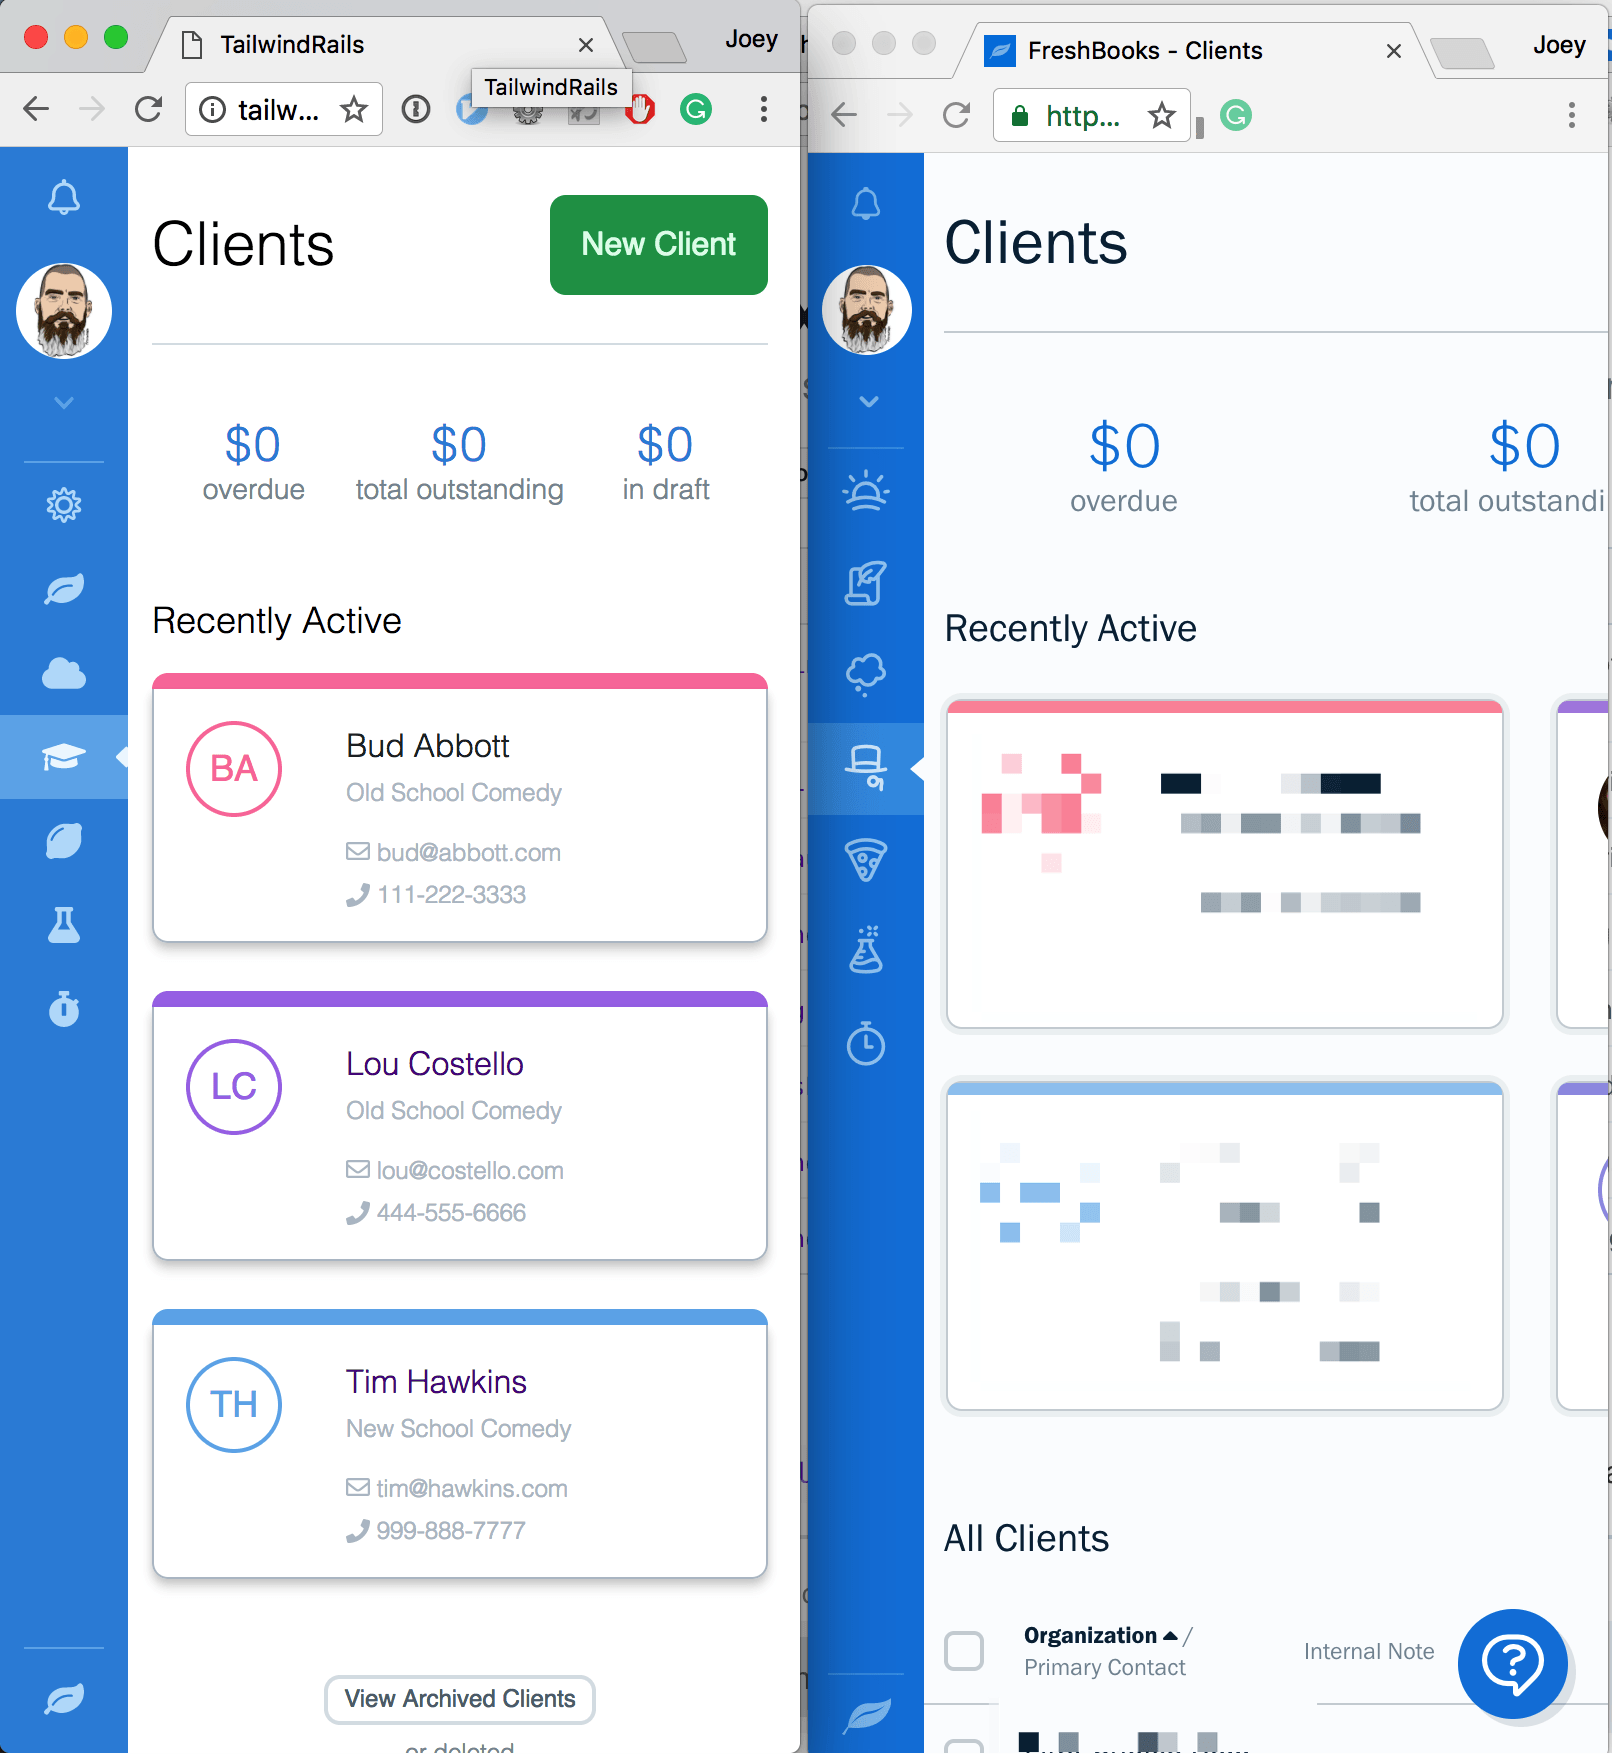 TailwindRails
Joey
tailw...
TailwindRails
Clients
New Client
$0
overdue
$0
total outstanding
$0
in draft
Recently Active
BA
Bud Abbott
Old School Comedy
bud@abbott.com
111-222-3333
LC
Lou Costello
Old School Comedy
lou@costello.com
444-555-6666
TH
Tim Hawkins
New School Comedy
tim@hawkins.com
999-888-7777
View Archived Clients
or deleted
FreshBooks - Clients
Joey
http...
Clients
$0
overdue
$0
total outstandi
Recently Active
All Clients
Organization /
Primary Contact
Internal Note